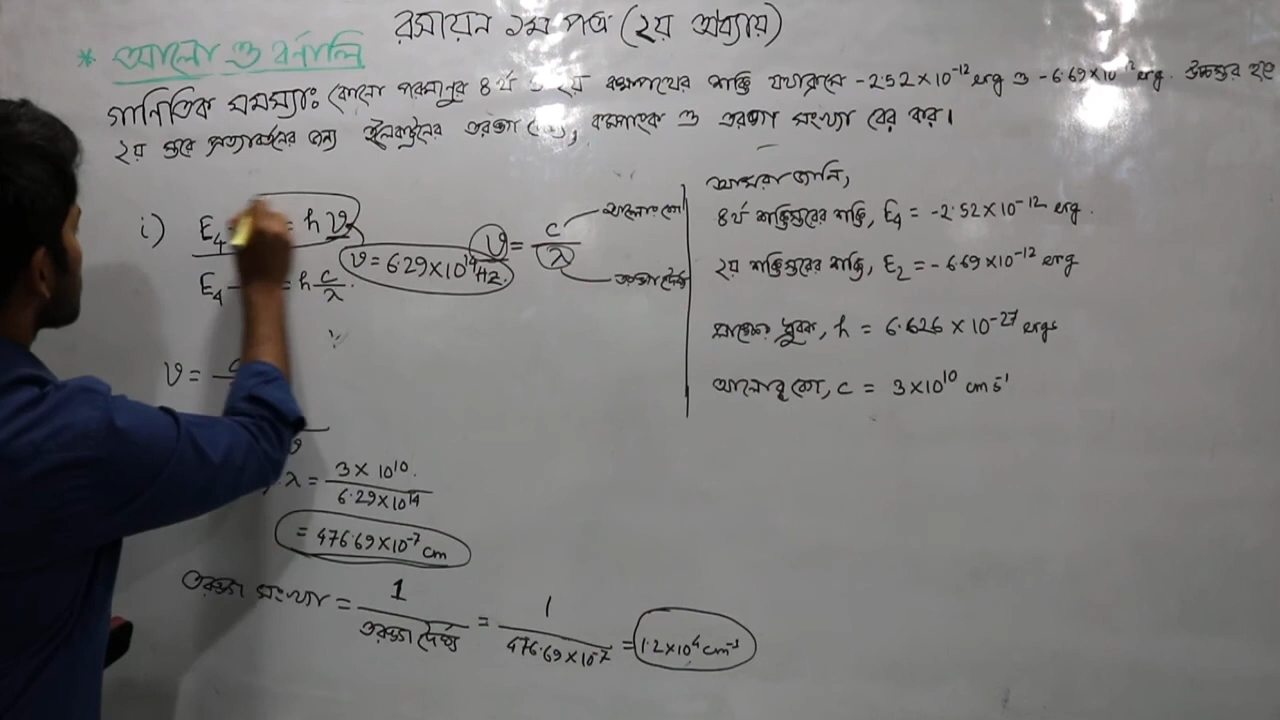 রসায়ন ১ম পত্র (২য় অধ্যায়)
* আলো ও বর্ণালি
গানিতিক সমস্যাঃ কোনো পরমানুর ৪র্থ ও ২য় কক্ষপথের শক্তি যথাক্রমে -2.52 × 10⁻¹² erg ও -6.69 × 10⁻¹² erg. উচ্চস্তর হতে
২য় স্তরে প্রত্যাবর্তনের জন্য তরঙ্গ , কম্পাংক ও তরঙ্গ সংখ্যা বের কর।
আমরা জানি,
i) E₄ - = hν
ν = c/λ
আলোর বেগ
৪র্থ শক্তিস্তরের শক্তি, E₄ = -2.52 × 10⁻¹² erg.
ν = 6.29 × 10¹⁴ Hz.
তরঙ্গ দৈর্ঘ্য
২য় শক্তিস্তরের শক্তি, E₂ = -6.69 × 10⁻¹² erg
E₄ - = h c/λ.
ধ্রুবক, h = 6.626 × 10⁻²⁷ ergs
ν = c
আলোর বেগ, c = 3 × 10¹⁰ cm s⁻¹
λ = 3 × 10¹⁰. / 6.29 × 10¹⁴
= 476.69 × 10⁻⁷ cm
তরঙ্গ সংখ্যা = 1 / তরঙ্গ দৈর্ঘ্য = 1 / 476.69 × 10⁻⁷ = 1.2 × 10⁴ cm⁻¹